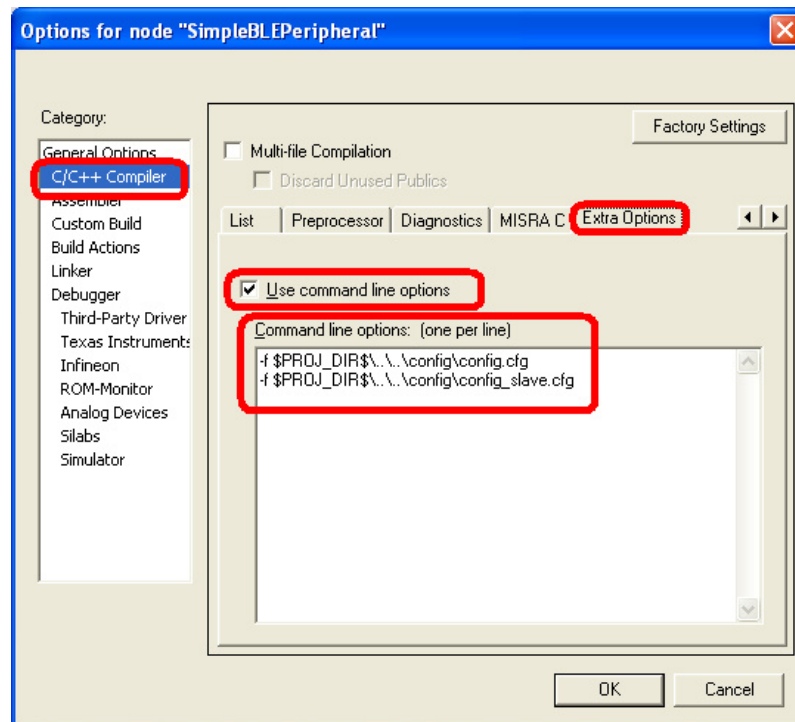 Options for node "SimpleBLEPeripheral"
Category:
General Options
C/C++ Compiler
Assembler
Custom Build
Build Actions
Linker
Debugger
Third-Party Driver
Texas Instruments
Infineon
ROM-Monitor
Analog Devices
Silabs
Simulator
Factory Settings
Multi-file Compilation
Discard Unused Publics
List Preprocessor Diagnostics MISRA C Extra Options
Use command line options
Command line options: (one per line)
-f $PROJ_DIR$\..\..\config\config.cfg
-f $PROJ_DIR$\..\..\config\config_slave.cfg
OK Cancel